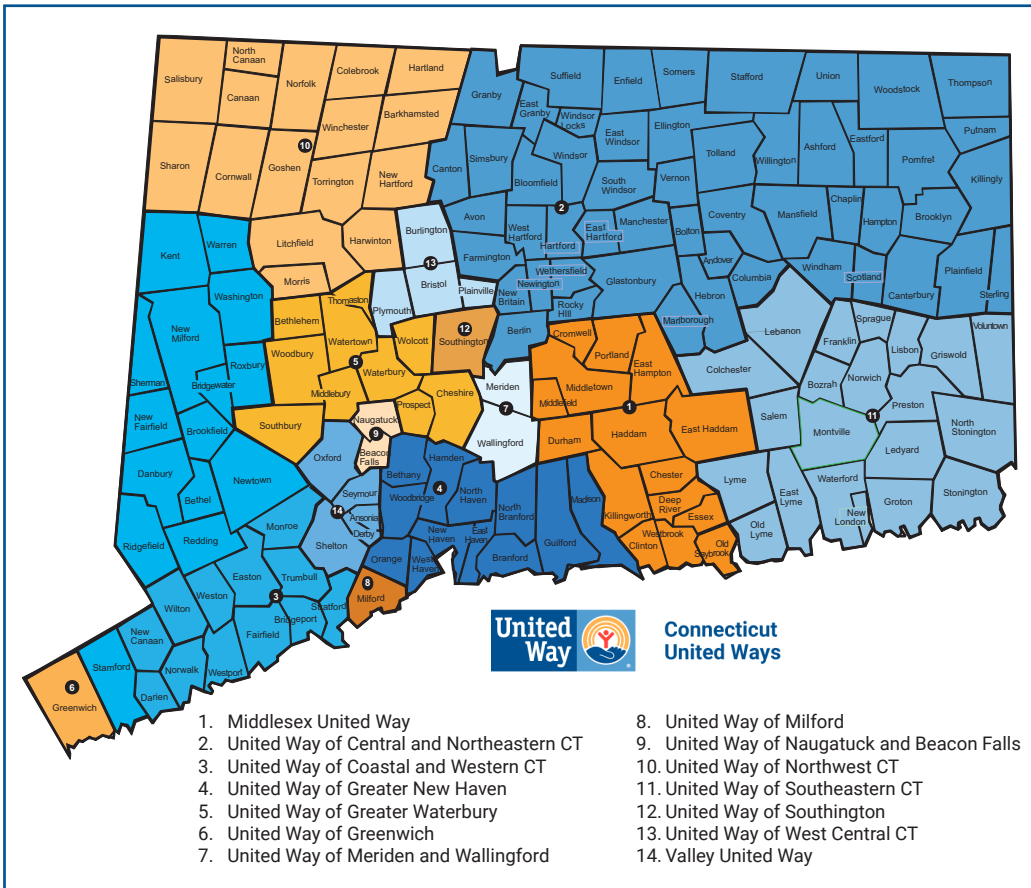 North
Canaan
Colebrook
Hartland
Salisbury
Norfolk
Canaan
Barkhamsted
Winchester
Sharon
Cornwall
Goshen
10
Torrington
New
Hartford
Granby
Suffield
Enfield
Somers
Stafford
Union
Woodstock
Thompson
East
Granby
Windsor
Locks
East
Windsor
Ellington
Putnam
Simsbury
Windsor
Tolland
Willington
Ashford
Eastford
Pomfret
Killingly
Canton
Bloomfield
South
Windsor
Vernon
2
Chaplin
Mansfield
Hampton
Brooklyn
Avon
West
Hartford
Hartford
East
Hartford
Manchester
Bolton
Coventry
Farmington
Wethersfield
Newington
Glastonbury
Andover
Columbia
Windham
Scotland
Canterbury
Plainfield
Sterling
New
Britain
Rocky
Hill
Hebron
Marlborough
Berlin
Kent
Warren
Litchfield
Harwinton
Burlington
13
Bristol
Washington
Morris
Plymouth
Plainville
Thomaston
New
Milford
Bethlehem
Watertown
Wolcott
12
Southington
Woodbury
5
Waterbury
Roxbury
Sherman
Bridgewater
Middlebury
Cheshire
Prospect
Meriden
7
Wallingford
Cromwell
Portland
East
Hampton
Middletown
Middlefield
1
Durham
Haddam
East Haddam
Lebanon
Colchester
Sprague
Franklin
Lisbon
Griswold
Voluntown
Bozrah
Norwich
Preston
11
Salem
Montville
North
Stonington
Ledyard
New
Fairfield
Brookfield
Southbury
Naugatuck
9
Beacon
Falls
Oxford
Danbury
Bethel
Newtown
Bethany
Hamden
4
Woodbridge
North
Haven
North
Branford
Madison
Guilford
Killingworth
Chester
Deep
River
Essex
Westbrook
Clinton
Old
Saybrook
Lyme
East
Lyme
Old
Lyme
Waterford
New
London
Groton
Stonington
Seymour
14
Ansonia
Derby
Shelton
Monroe
Ridgefield
Redding
Orange
New
Haven
East
Haven
West
Haven
Branford
8
Milford
Easton
Trumbull
3
Weston
Wilton
Bridgeport
Stratford
Fairfield
New
Canaan
Stamford
Norwalk
Westport
Darien
6
Greenwich
United
Way
®
Connecticut
United Ways
1. Middlesex United Way
2. United Way of Central and Northeastern CT
3. United Way of Coastal and Western CT
4. United Way of Greater New Haven
5. United Way of Greater Waterbury
6. United Way of Greenwich
7. United Way of Meriden and Wallingford
8. United Way of Milford
9. United Way of Naugatuck and Beacon Falls
10. United Way of Northwest CT
11. United Way of Southeastern CT
12. United Way of Southington
13. United Way of West Central CT
14. Valley United Way